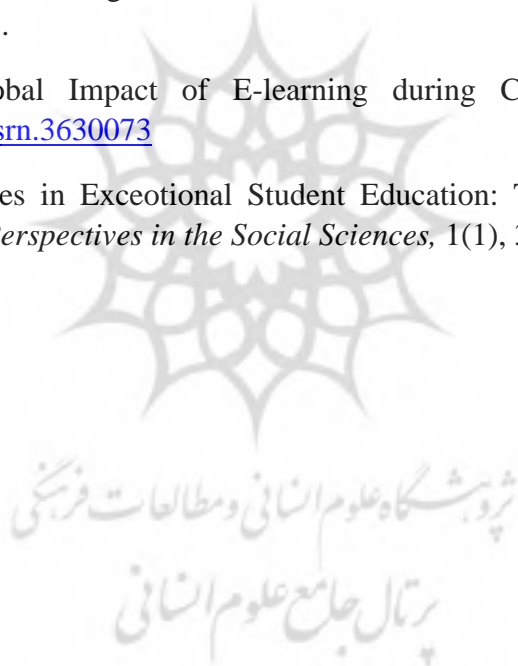 .
obal Impact of E-learning during C
srn.3630073
es in Exceotional Student Education: T
Perspectives in the Social Sciences, 1(1), 3
پژوهشگاه علوم انسانی و مطالعات فرهنگی
پرتال جامع علوم انسانی